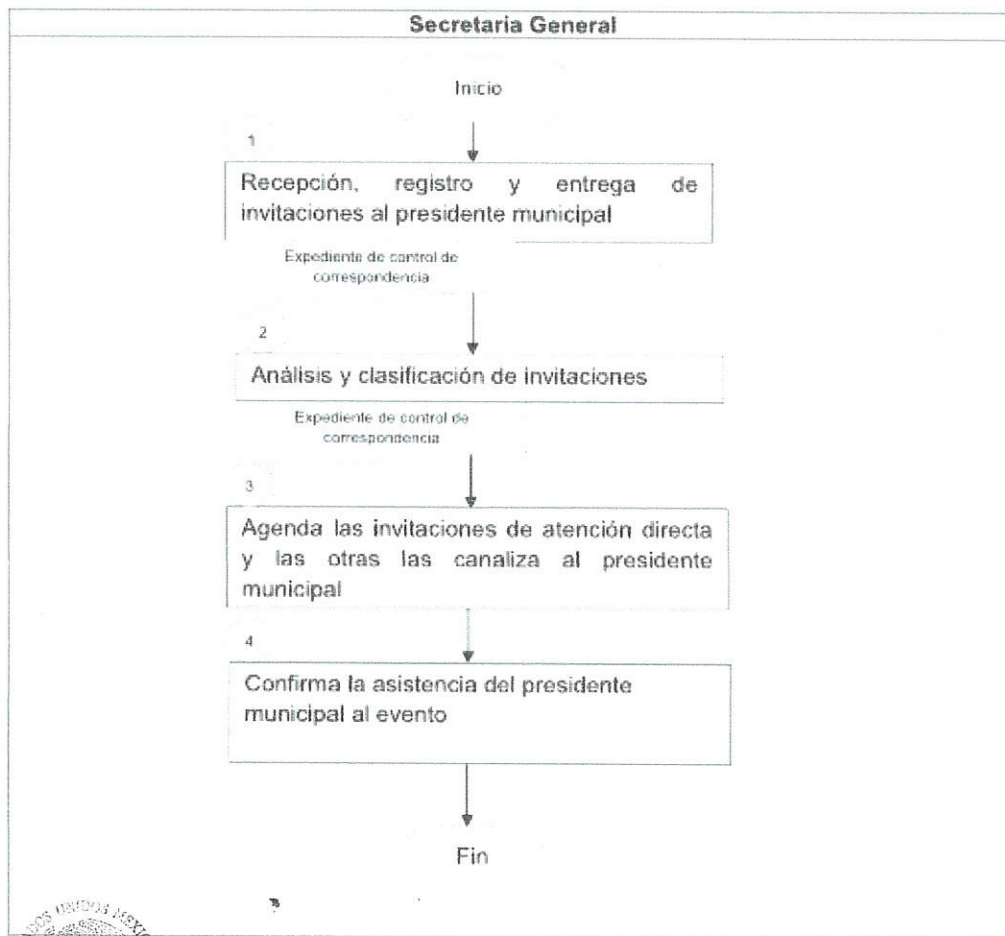 Secretaria General
Inicio
1
Recepción, registro y entrega de
invitaciones al presidente municipal
Expediente de control de
correspondencia
2
Análisis y clasificación de invitaciones
Expediente de control de
correspondencia
3
Agenda las invitaciones de atención directa
y las otras las canaliza al presidente
municipal
4
Confirma la asistencia del presidente
municipal al evento
Fin
UNIDOS